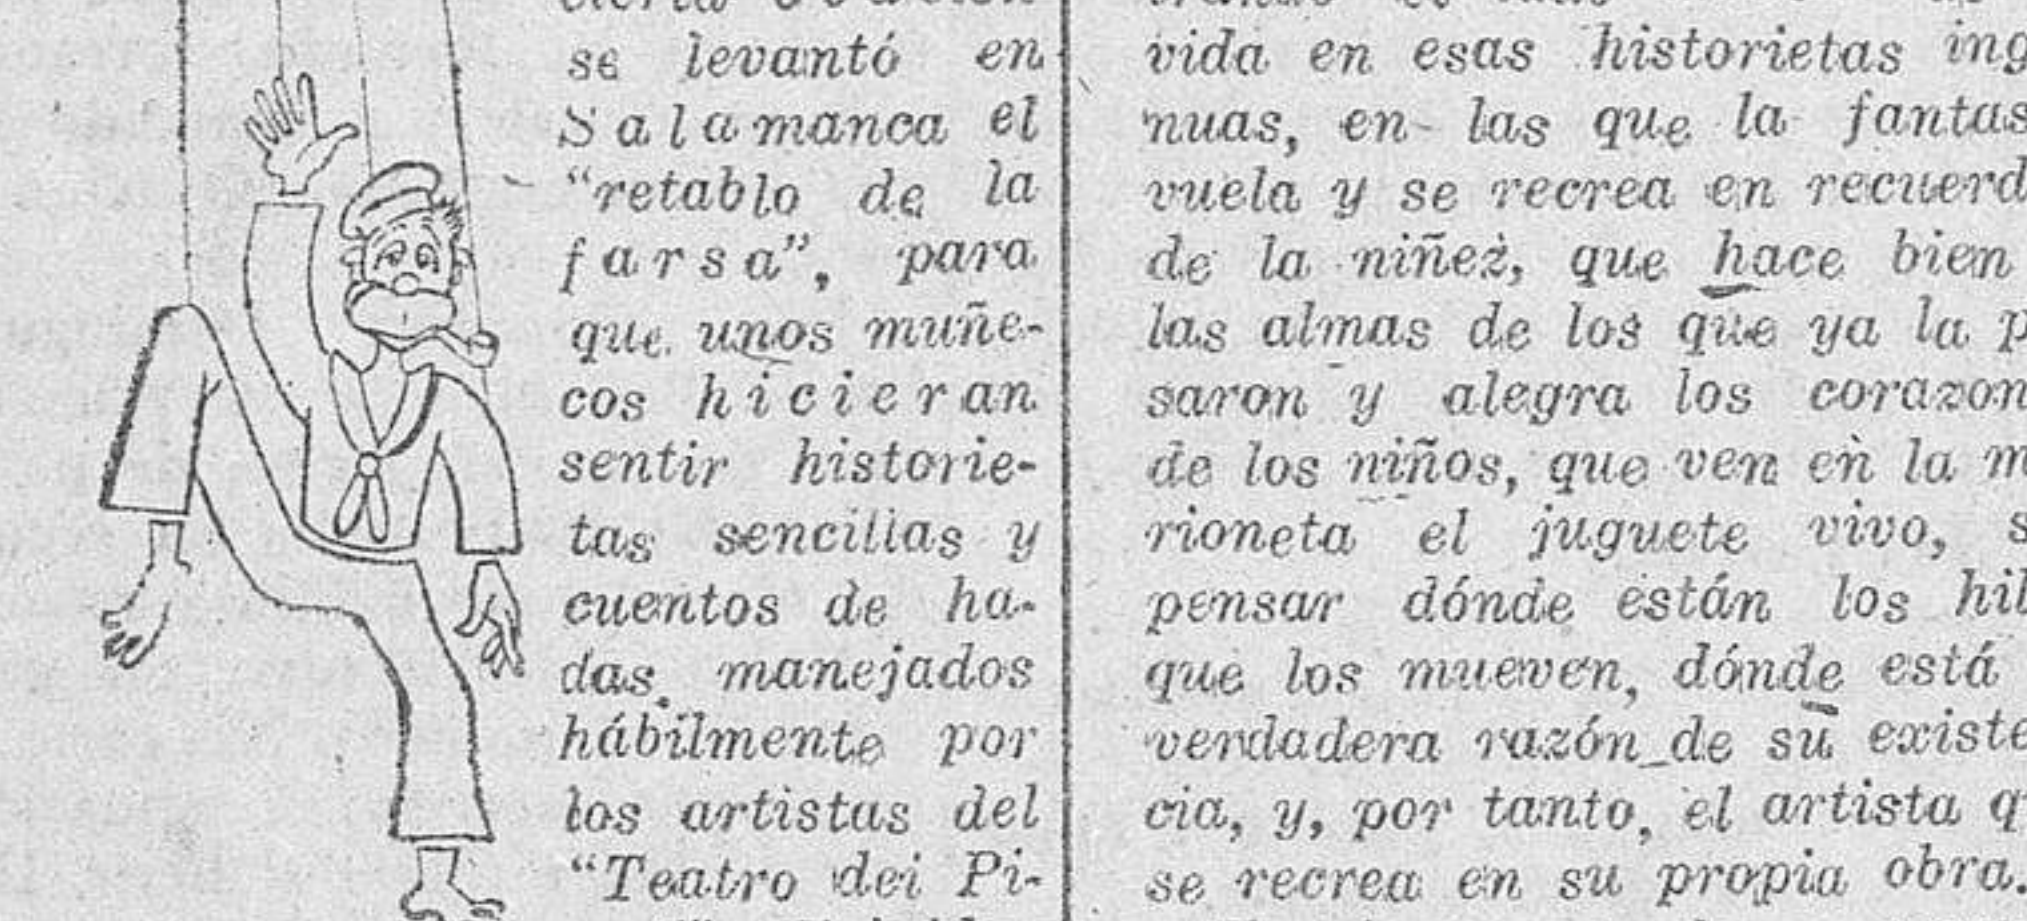 se levantó en
Salamanca el
“retablo de la
farsa”, para
que unos muñe-
cos hicieran
sentir historie-
tas sencillas y
cuentos de ha-
das, manejados
hábilmente por
los artistas del
“Teatro dei Pi-
vida en esas historietas ing
nuas, en las que la fantas
vuela y se recrea en recuerd
de la niñez, que hace bien
las almas de los que ya la p
saron y alegra los corazon
de los niños, que ven en la m
rioneta el juguete vivo, s
pensar dónde están los hil
que los mueven, dónde está
verdadera razón de su existe
cia, y, por tanto, el artista q
se recrea en su propia obra.